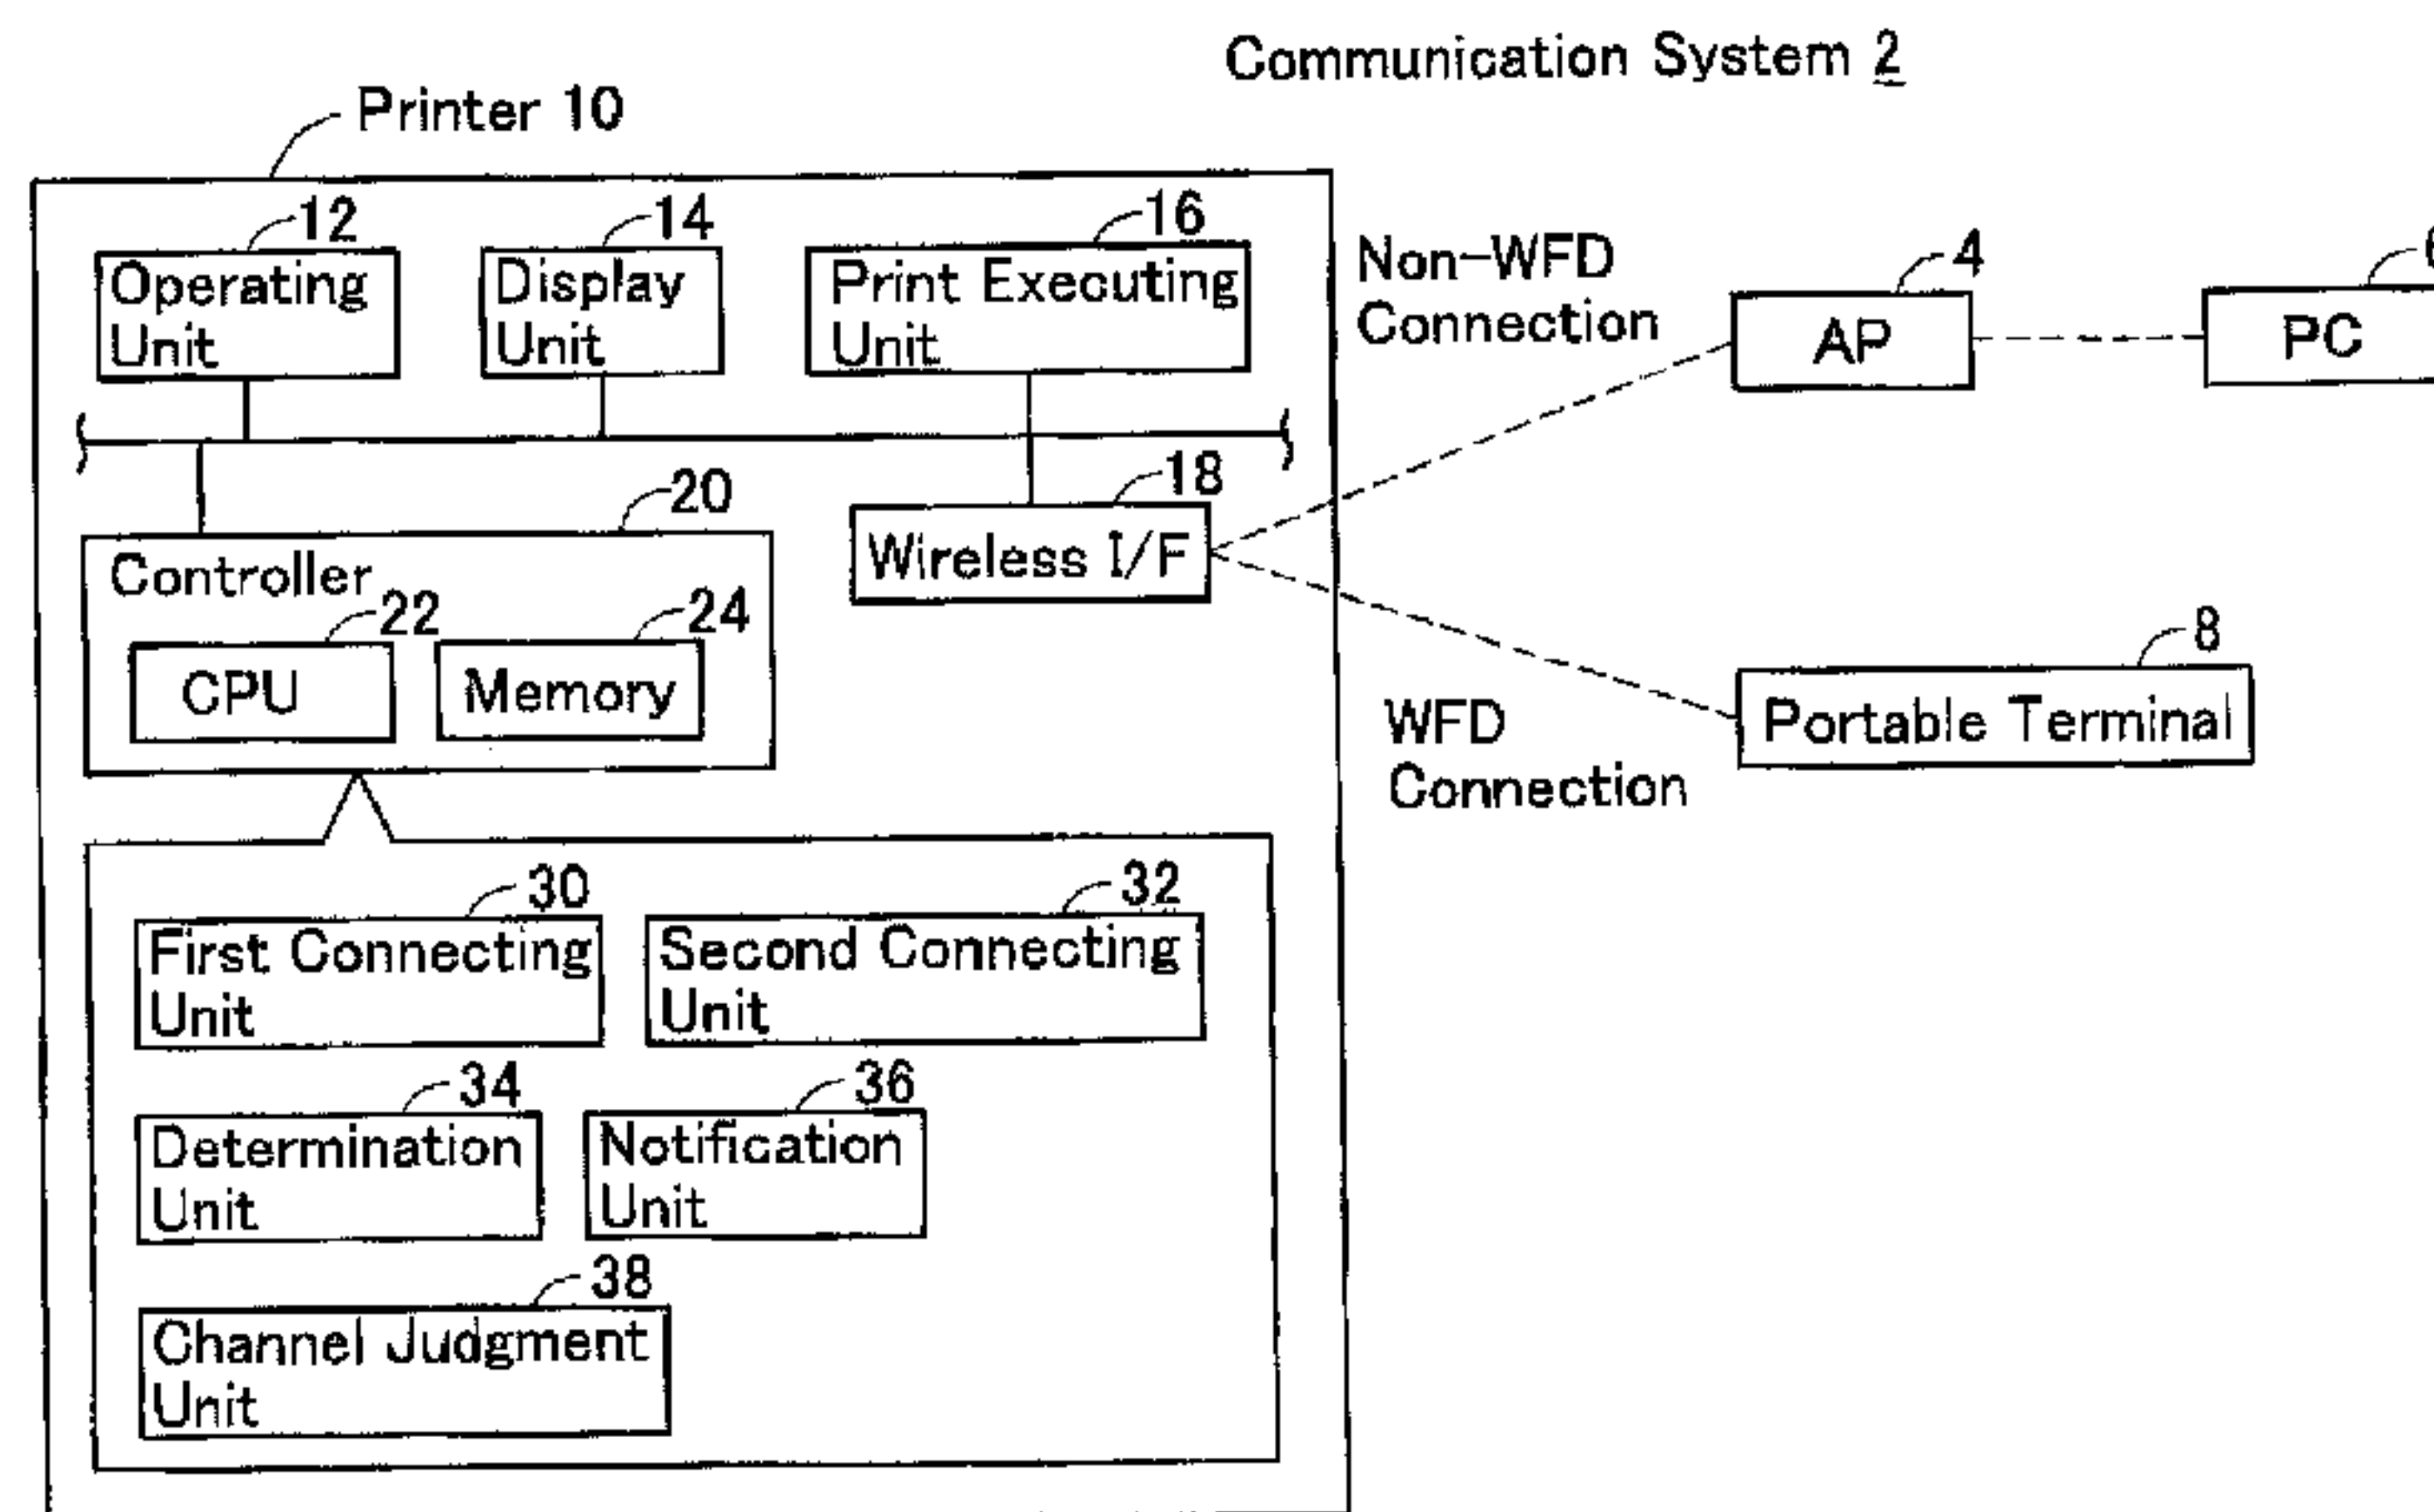 Communication System 2
Printer 10
12
14
16
Operating
Unit
Display
Unit
Print Executing
Unit
Non-WFD
Connection
4
AP
PC
18
Wireless I/F
20
Controller
22
24
CPU
Memory
8
Portable Terminal
WFD
Connection
30
32
First Connecting
Unit
Second Connecting
Unit
34
36
Determination
Unit
Notification
Unit
38
Channel Judgment
Unit